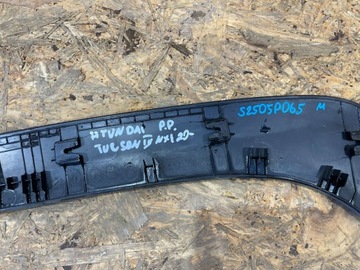 HYUNDAI P.P.
TUCSON IV NX4 20-
S2505P065 M